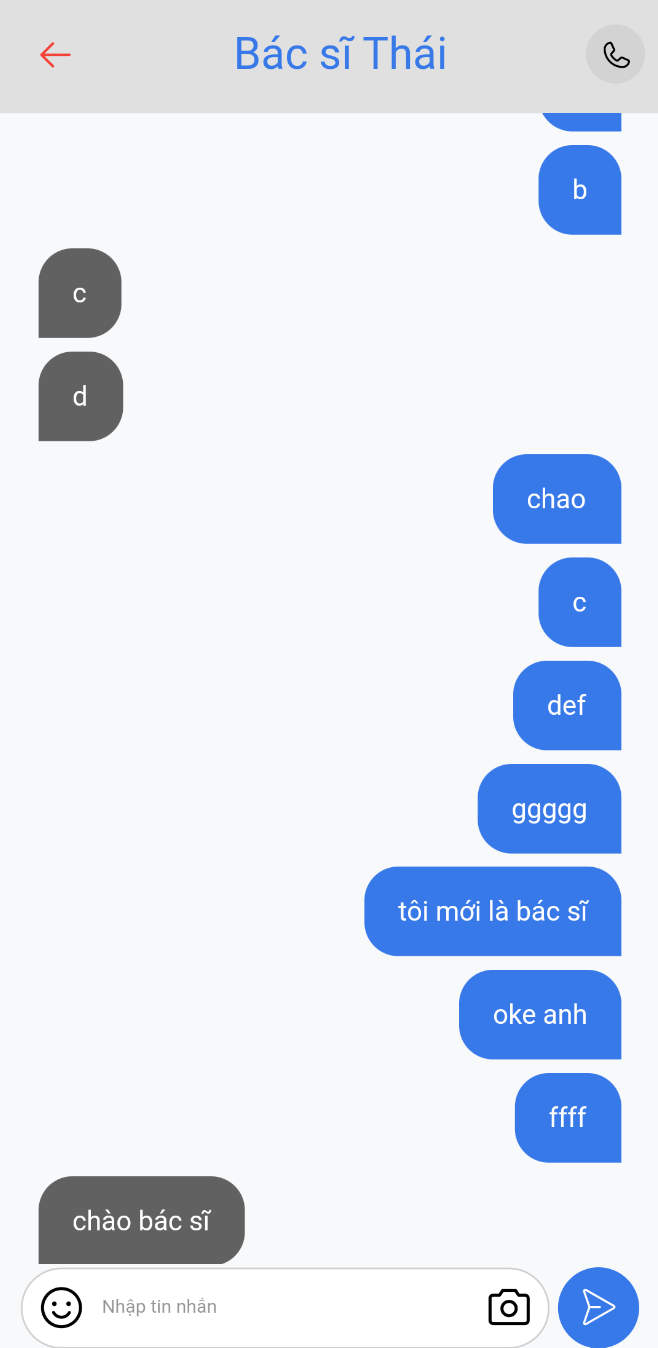 Bác sĩ Thái
b
c
d
chao
c
def
ggggg
tôi mới là bác sĩ
oke anh
ffff
chào bác sĩ
Nhập tin nhắn